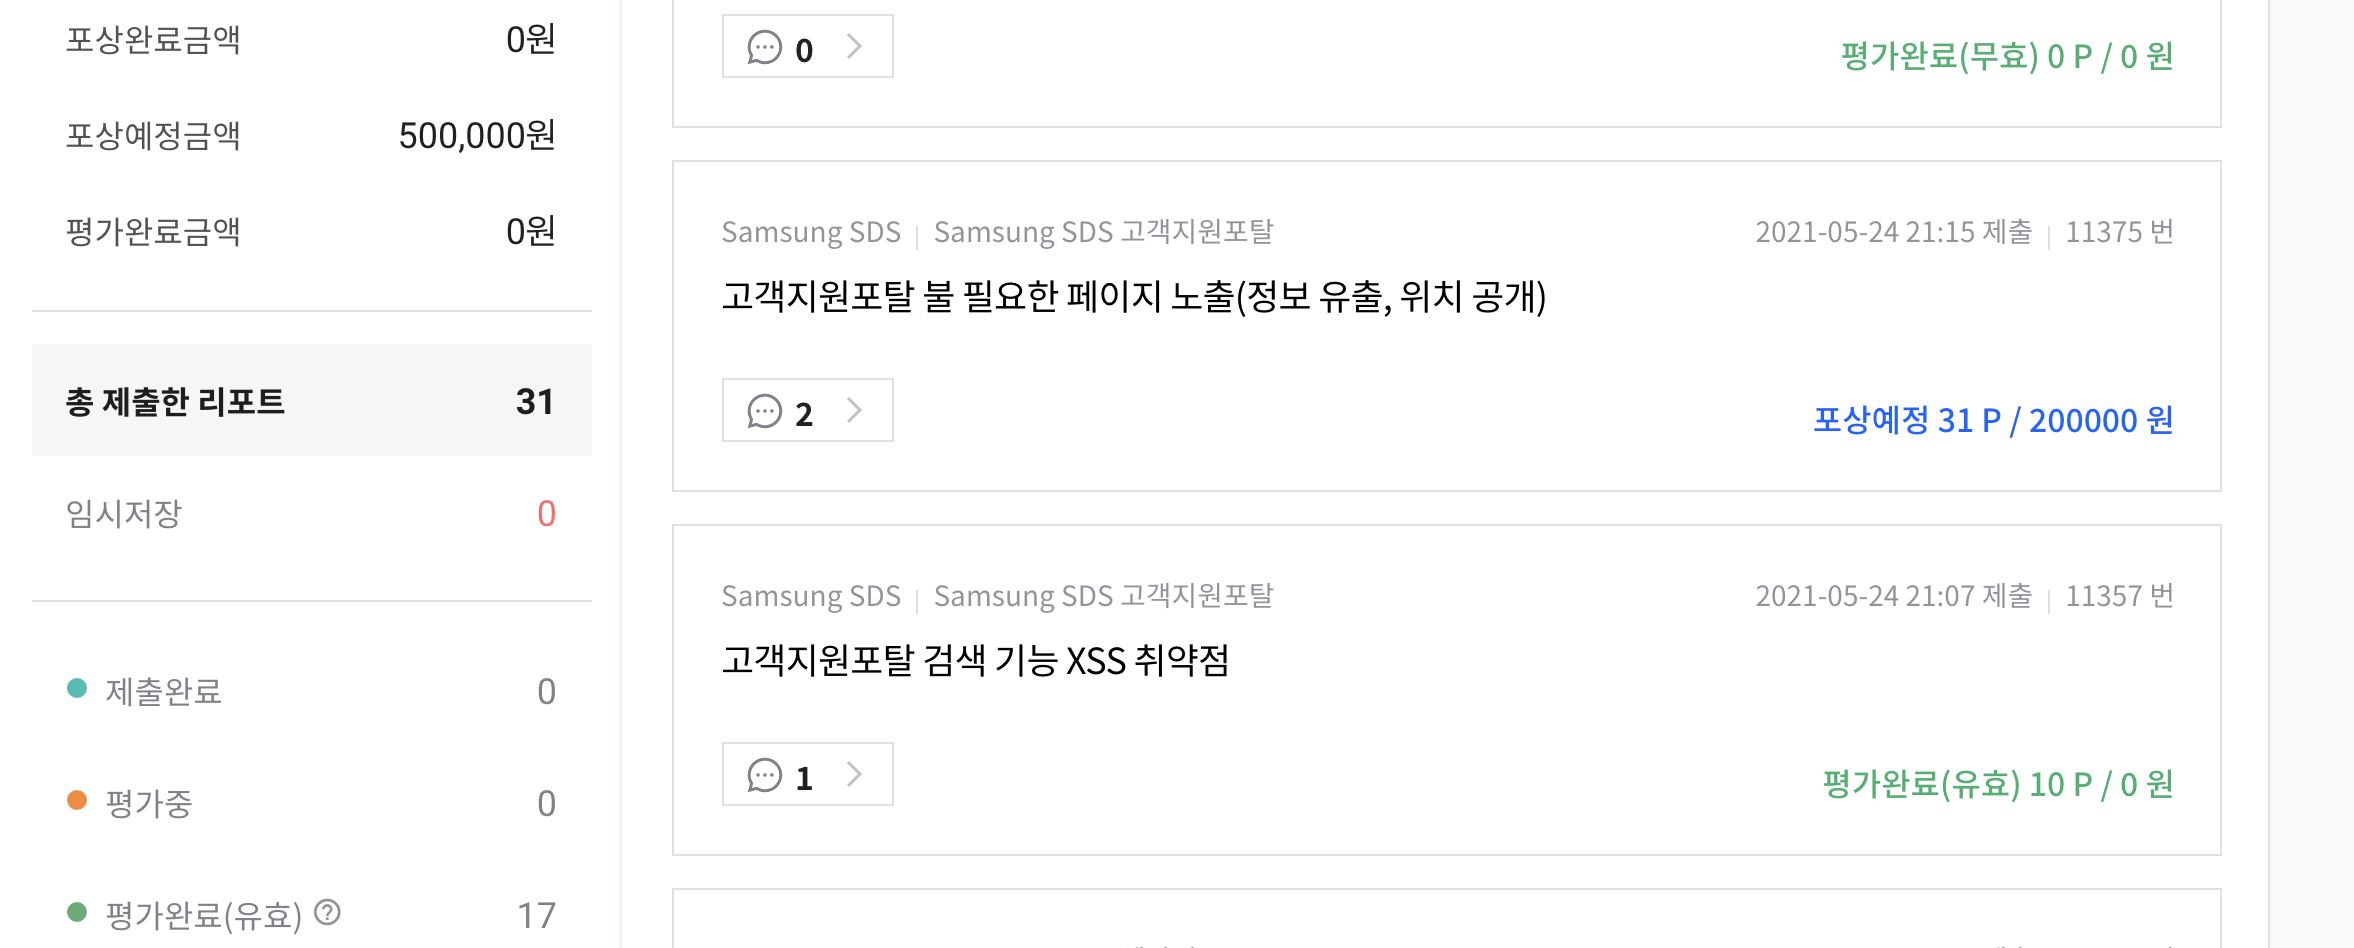 포상완료금액 0원
포상예정금액 500,000원
평가완료금액 0원
총 제출한 리포트 31
임시저장 0
제출완료 0
평가중 0
평가완료(유효) ? 17
0
평가완료(무효) 0 P / 0 원
Samsung SDS | Samsung SDS 고객지원포탈 2021-05-24 21:15 제출 | 11375 번
고객지원포탈 불 필요한 페이지 노출(정보 유출, 위치 공개)
2
포상예정 31 P / 200000 원
Samsung SDS | Samsung SDS 고객지원포탈 2021-05-24 21:07 제출 | 11357 번
고객지원포탈 검색 기능 XSS 취약점
1
평가완료(유효) 10 P / 0 원